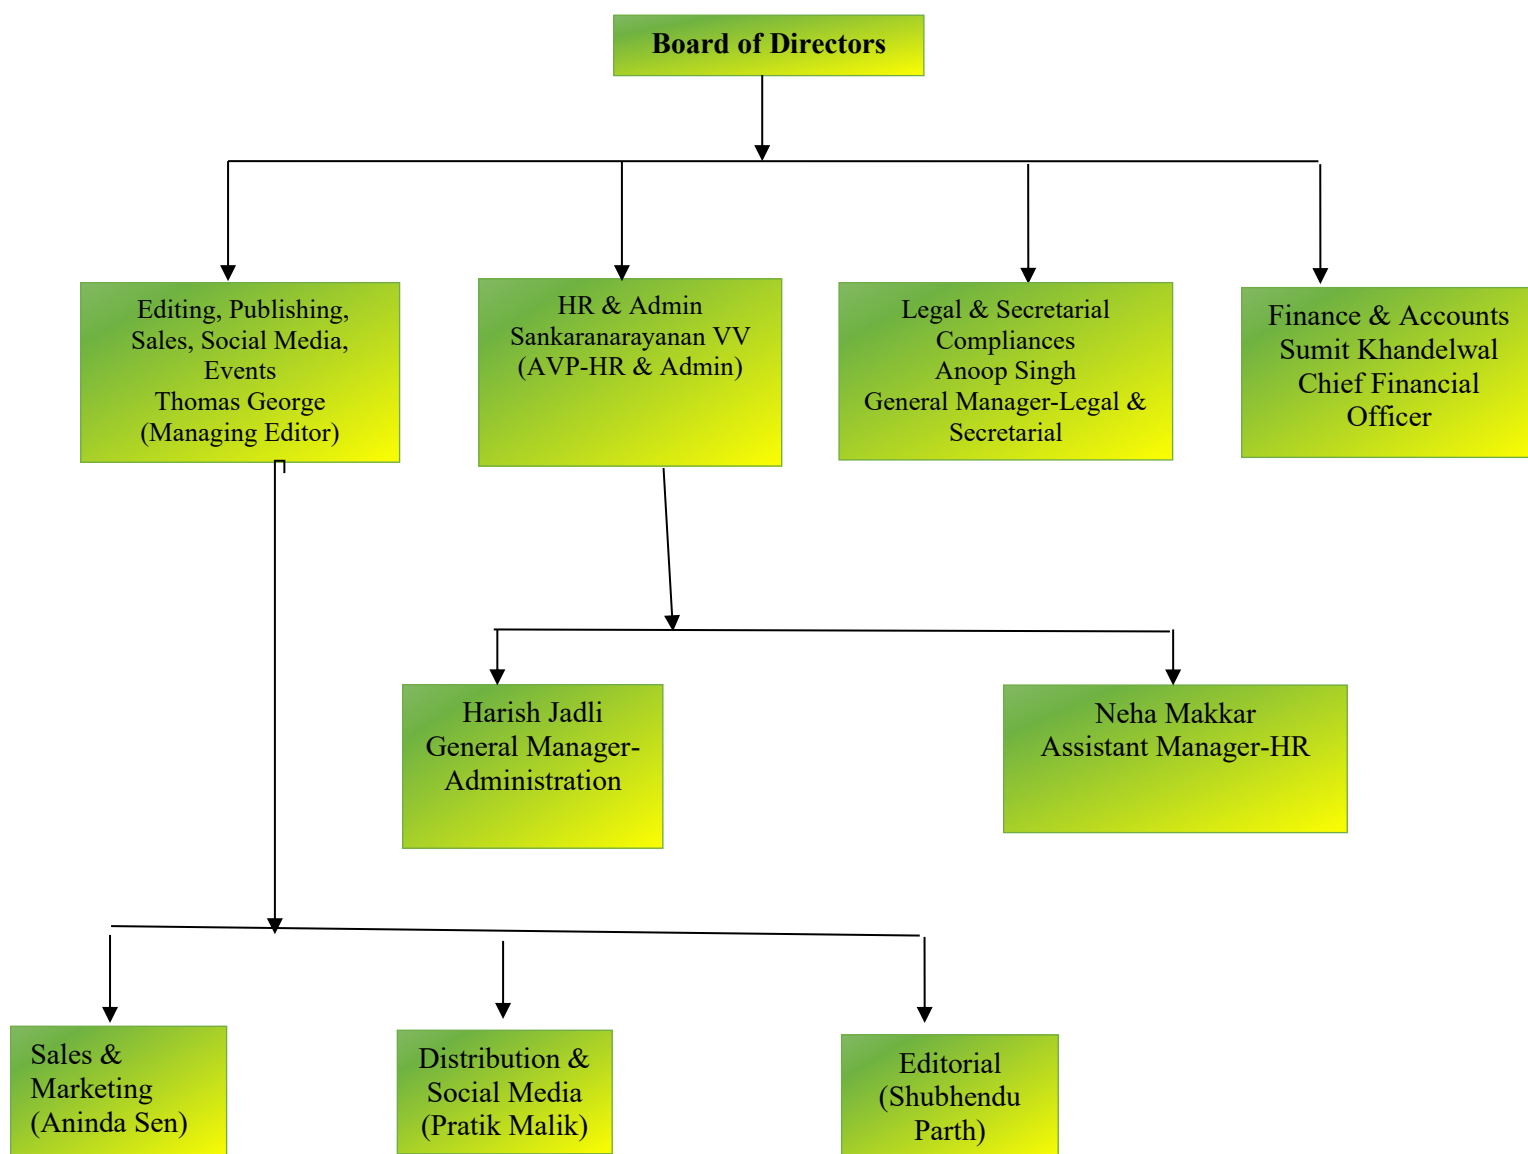 Board of Directors
Editing, Publishing,
Sales, Social Media,
Events
Thomas George
(Managing Editor)
HR & Admin
Sankaranarayanan VV
(AVP-HR & Admin)
Legal & Secretarial
Compliances
Anoop Singh
General Manager-Legal &
Secretarial
Finance & Accounts
Sumit Khandelwal
Chief Financial
Officer
Harish Jadli
General Manager-
Administration
Neha Makkar
Assistant Manager-HR
Sales &
Marketing
(Aninda Sen)
Distribution &
Social Media
(Pratik Malik)
Editorial
(Shubhendu
Parth)